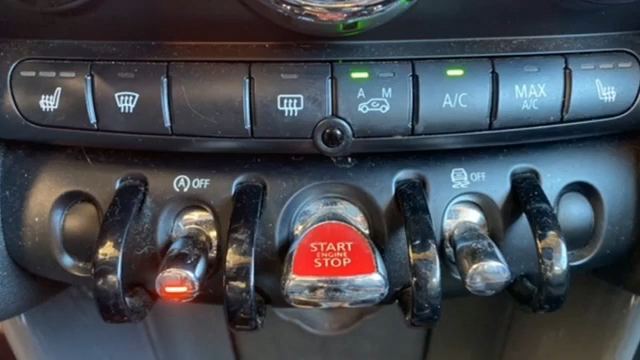 A M
A/C
MAX
A/C
A OFF
OFF
START
ENGINE
STOP